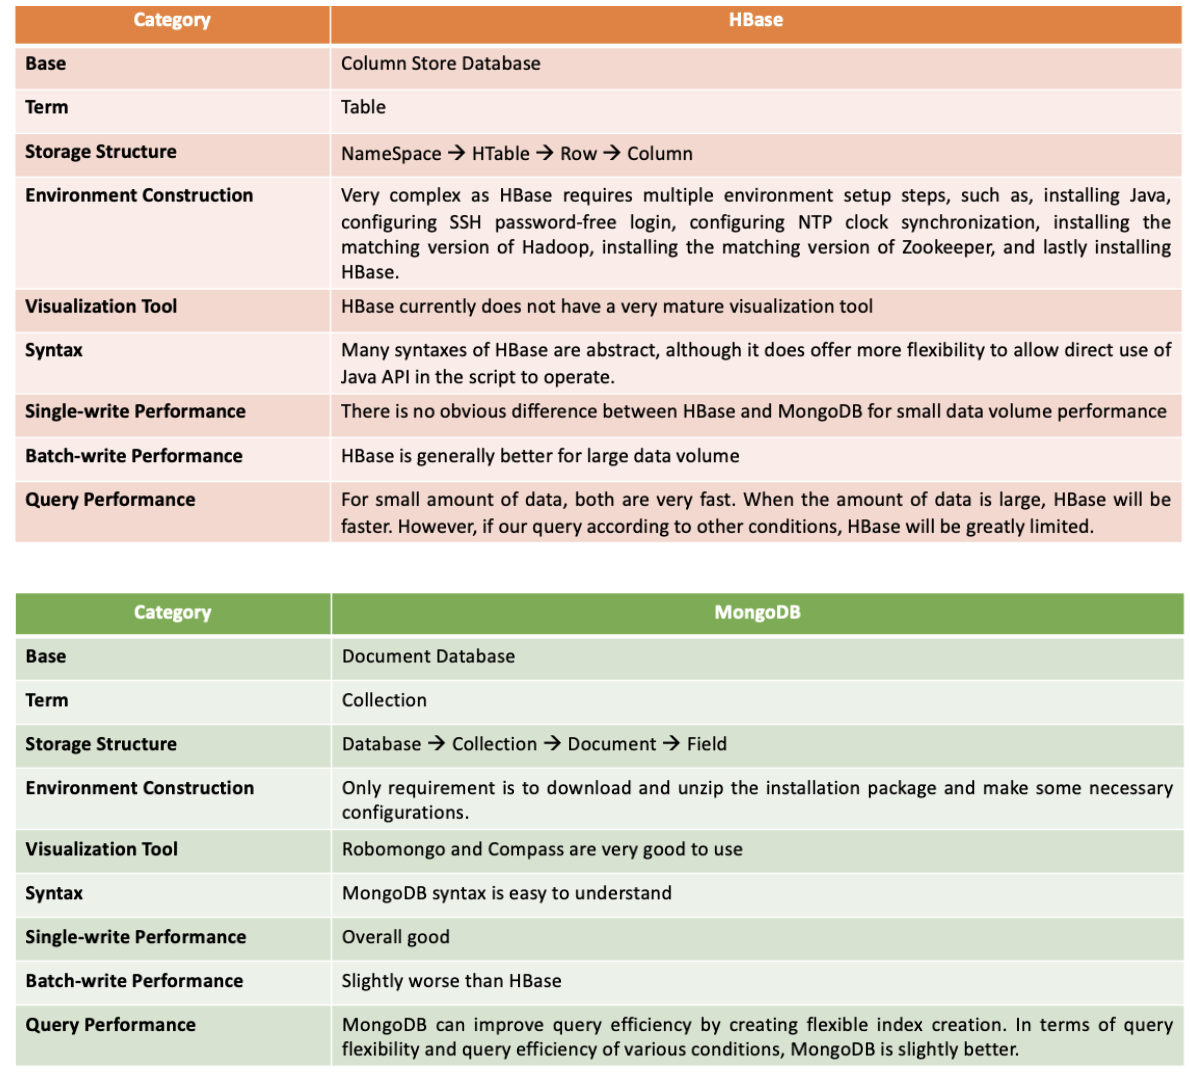 Category HBase
Base Column Store Database
Term Table
Storage Structure NameSpace → HTable → Row → Column
Environment Construction Very complex as HBase requires multiple environment setup steps, such as, installing Java,
configuring SSH password-free login, configuring NTP clock synchronization, installing the
matching version of Hadoop, installing the matching version of Zookeeper, and lastly installing
HBase.
Visualization Tool HBase currently does not have a very mature visualization tool
Syntax Many syntaxes of HBase are abstract, although it does offer more flexibility to allow direct use of
Java API in the script to operate.
Single-write Performance There is no obvious difference between HBase and MongoDB for small data volume performance
Batch-write Performance HBase is generally better for large data volume
Query Performance For small amount of data, both are very fast. When the amount of data is large, HBase will be
faster. However, if our query according to other conditions, HBase will be greatly limited.
Category MongoDB
Base Document Database
Term Collection
Storage Structure Database → Collection → Document → Field
Environment Construction Only requirement is to download and unzip the installation package and make some necessary
configurations.
Visualization Tool Robomongo and Compass are very good to use
Syntax MongoDB syntax is easy to understand
Single-write Performance Overall good
Batch-write Performance Slightly worse than HBase
Query Performance MongoDB can improve query efficiency by creating flexible index creation. In terms of query
flexibility and query efficiency of various conditions, MongoDB is slightly better.